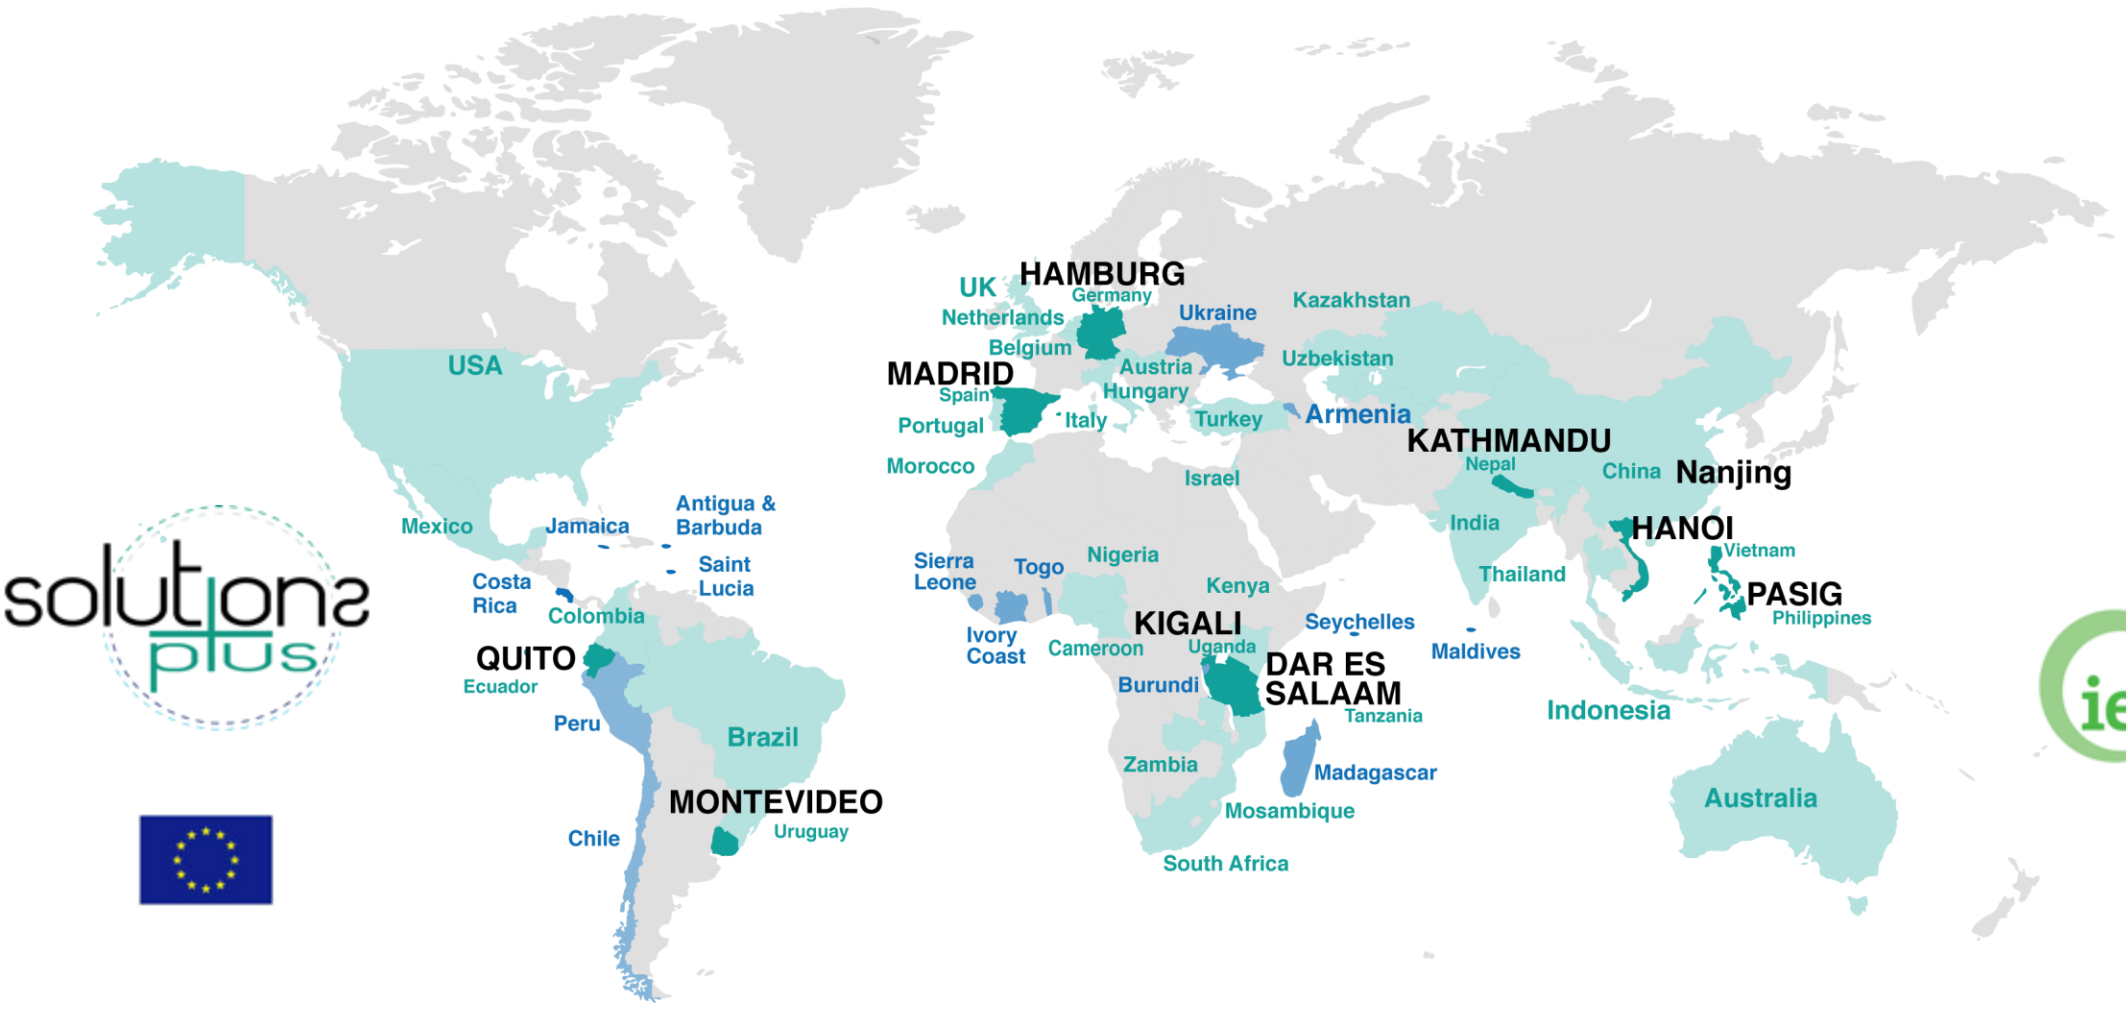 HAMBURG
UK
Germany
Kazakhstan
Netherlands
Ukraine
Belgium
Uzbekistan
USA
Austria
MADRID
Hungary
Spain
Portugal
Italy
Turkey
Armenia
KATHMANDU
Morocco
Israel
Nepal
China
Nanjing
Antigua &
Barbuda
Mexico
Jamaica
India
HANOI
Vietnam
Sierra
Leone
Togo
Nigeria
Saint
Lucia
Thailand
Costa
Rica
Kenya
PASIG
Philippines
Colombia
KIGALI
Seychelles
Ivory
Coast
Cameroon
Uganda
Maldives
solutions
plus
QUITO
Ecuador
DAR ES
SALAAM
Burundi
Tanzania
Indonesia
Peru
Brazil
Zambia
Madagascar
MONTEVIDEO
Uruguay
Mosambique
Australia
Chile
South Africa